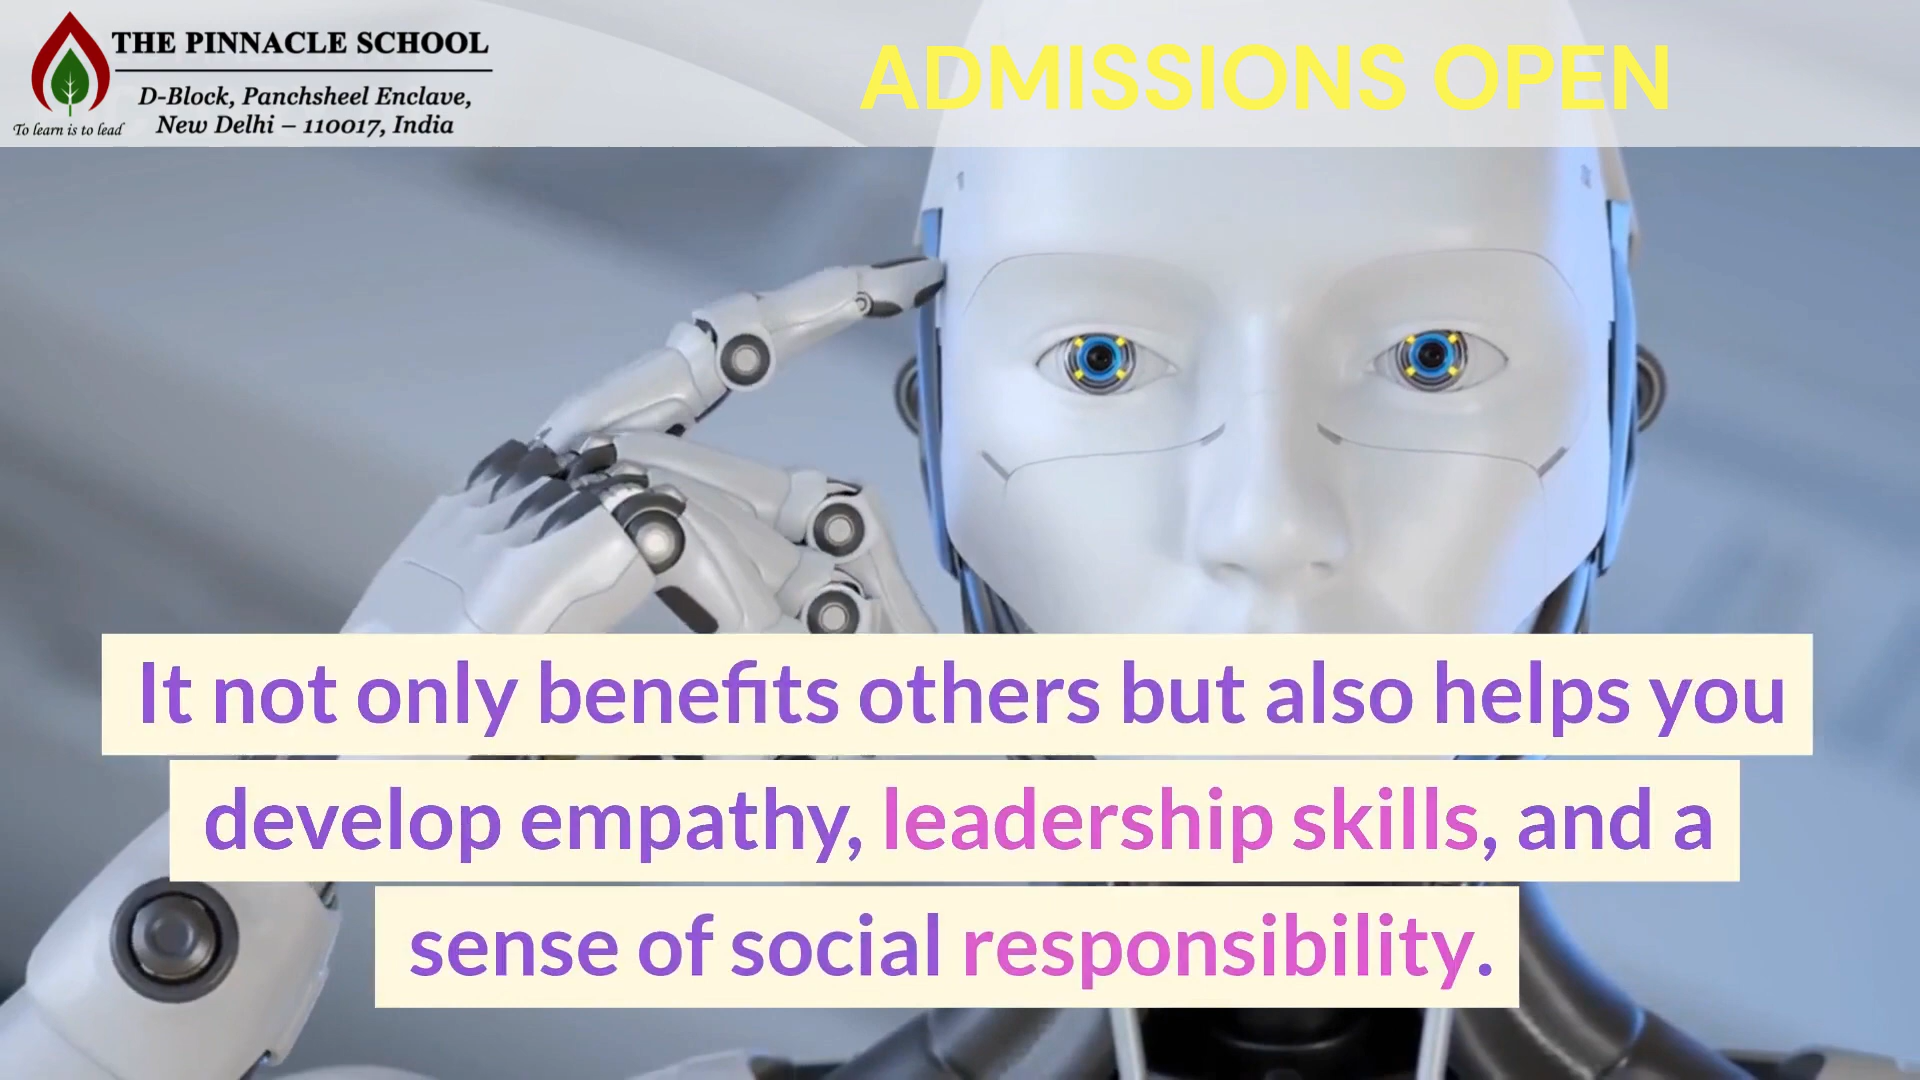 THE PINNACLE SCHOOL
D-Block, Panchsheel Enclave,
New Delhi – 110017, India
To learn is to lead
ADMISSIONS OPEN
It not only benefits others but also helps you
develop empathy, leadership skills, and a
sense of social responsibility.